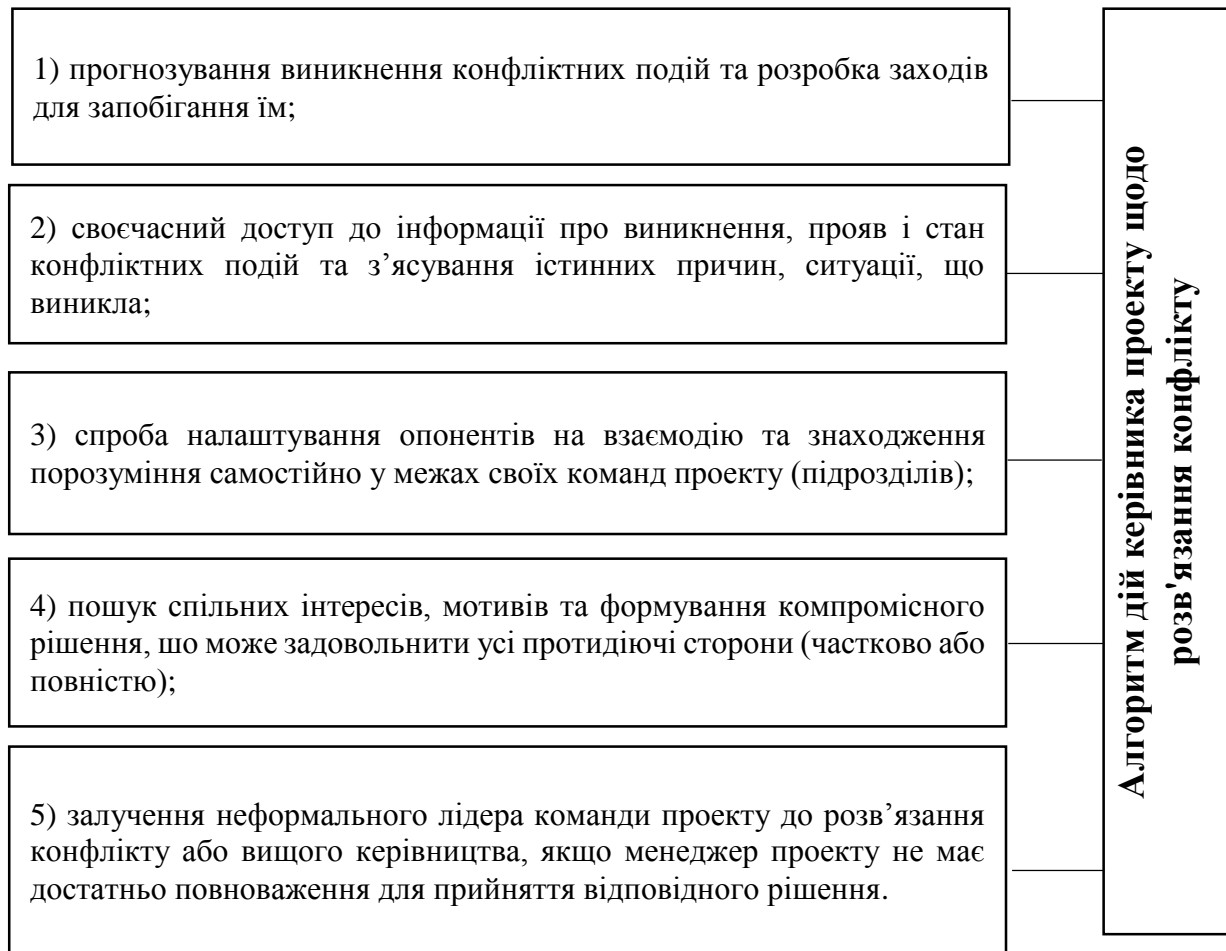 1) прогнозування виникнення конфліктних подій та розробка заходів
для запобігання їм;
2) своєчасний доступ до інформації про виникнення, прояв і стан
конфліктних подій та з’ясування істинних причин, ситуації, що
виникла;
3) спроба налаштування опонентів на взаємодію та знаходження
порозуміння самостійно у межах своїх команд проекту (підрозділів);
4) пошук спільних інтересів, мотивів та формування компромісного
рішення, шо може задовольнити усі протидіючі сторони (частково або
повністю);
5) залучення неформального лідера команди проекту до розв’язання
конфлікту або вищого керівництва, якщо менеджер проекту не має
достатньо повноваження для прийняття відповідного рішення.
Алгоритм дій керівника проекту щодо
розв'язання конфлікту